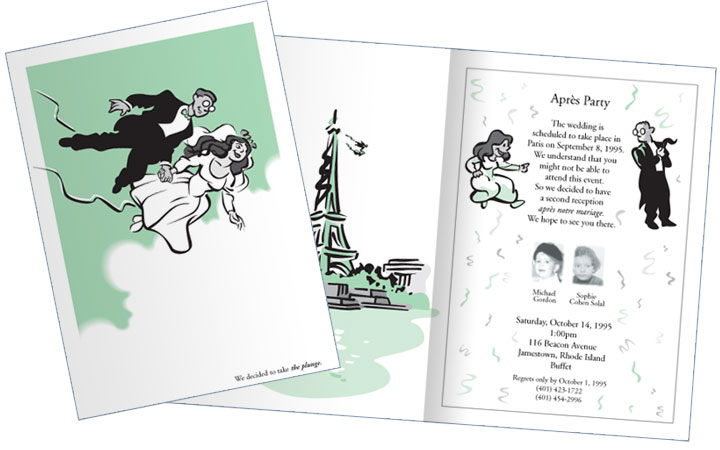 We decided to take the plunge.
Après Party
The wedding is
scheduled to take place in
Paris on September 8, 1995.
We understand that you
might not be able to
attend this event.
So we decided to have
a second reception
après notre mariage.
We hope to see you there.
Michael
Gordon
Sophie
Cohen Solal
Saturday, October 14, 1995
1:00pm
116 Beacon Avenue
Jamestown, Rhode Island
Buffet
Regrets only by October 1, 1995
(401) 423-1722
(401) 454-2996